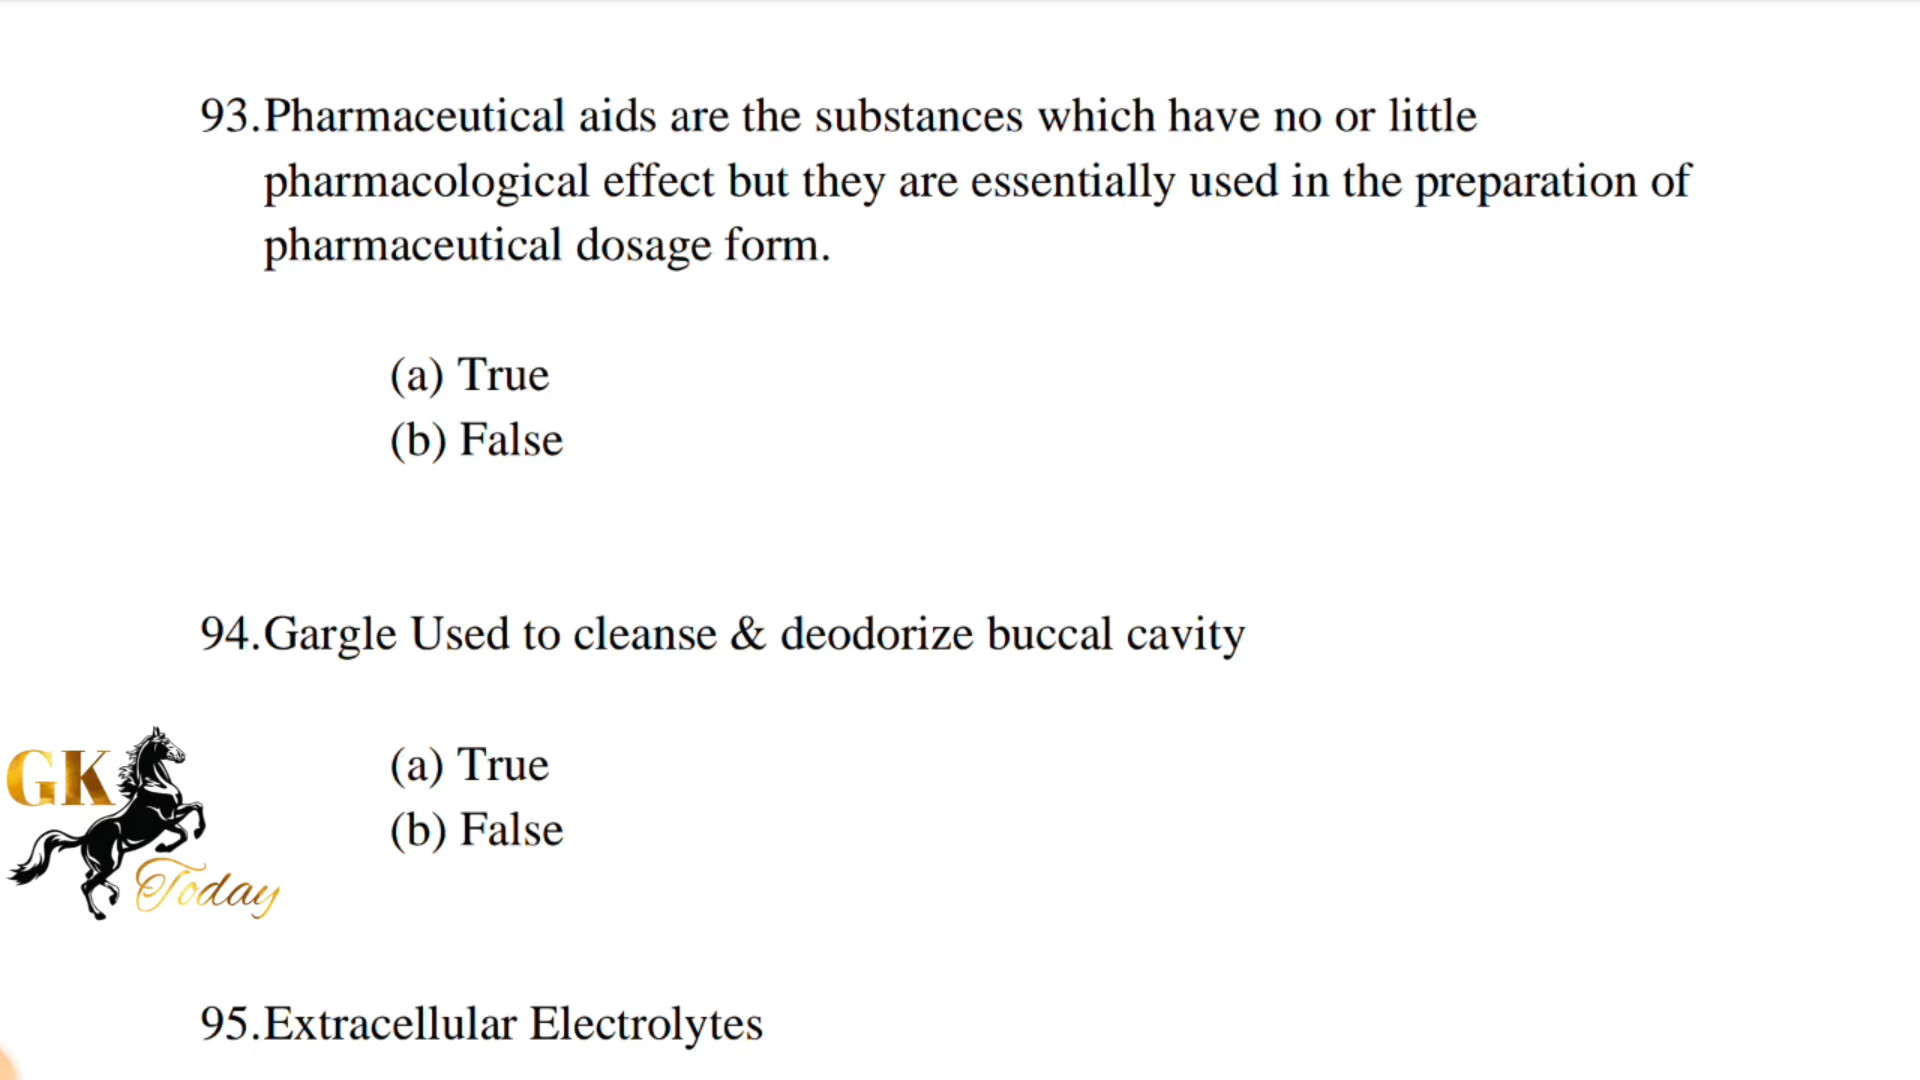 93.Pharmaceutical aids are the substances which have no or little
pharmacological effect but they are essentially used in the preparation of
pharmaceutical dosage form.
(a) True
(b) False
94.Gargle Used to cleanse & deodorize buccal cavity
(a) True
(b) False
GK
Today
95.Extracellular Electrolytes